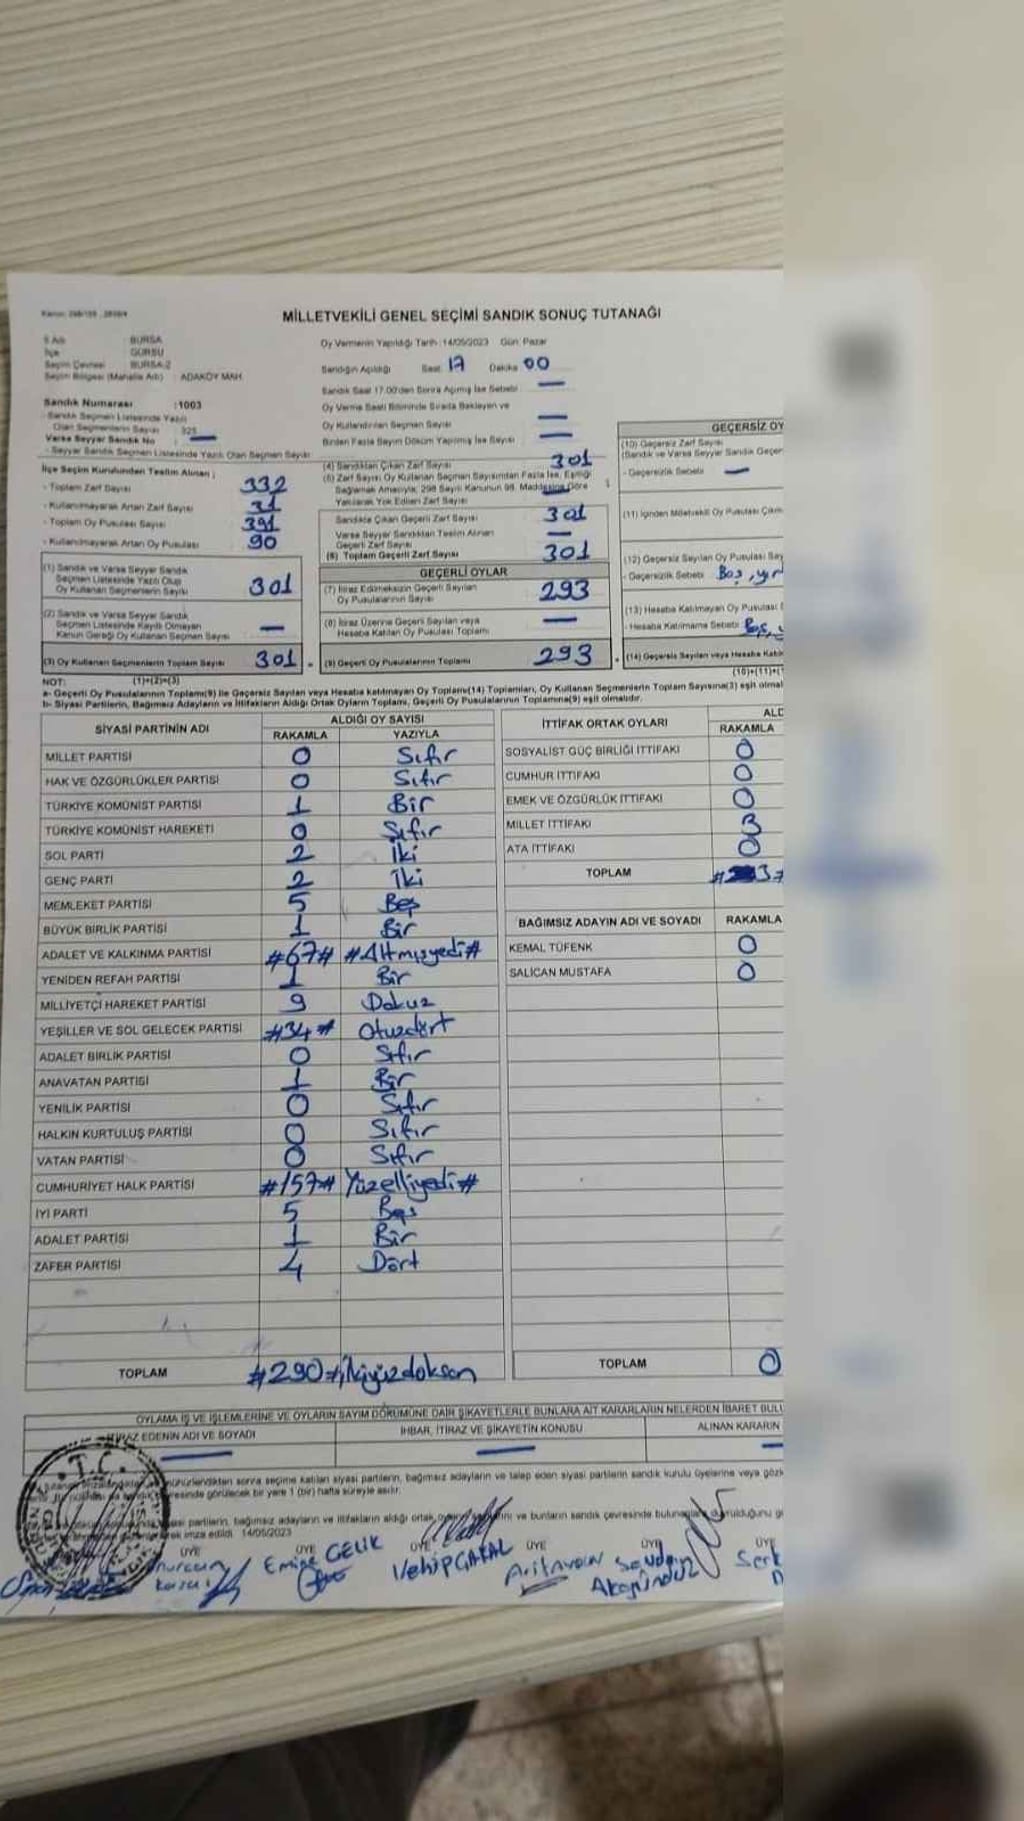 MİLLETVEKİLİ GENEL SEÇİMİ SANDIK SONUÇ TUTANAĞI
İl Adı : BURSA
İlçe : GÜRSU
Seçim Çevresi : BURSA-2
Seçim Bölgesi (Mahalle Adı) : ADAKÖY MAH.
Oy Vermenin Yapıldığı Tarih :14/05/2023 Gün: Pazar
Sandığın Açıldığı Saat 17 Dakika 00
Sandık Saat 17.00'den Sonra Açılmış İse Sebebi : —
Oy Verme Saati Bitiminde Sırada Bekleyen ve
Oy Kullandırılan Seçmen Sayısı —
Birden Fazla Sayım Döküm Yapılmış İse Sayısı —
Sandık Numarası : 1003
- Sandık Seçmen Listesinde Yazılı
Olan Seçmenlerin Sayısı : 325
Varsa Seyyar Sandık No : —
- Seyyar Sandık Seçmen Listesinde Yazılı Olan Seçmen Sayısı
İlçe Seçim Kurulundan Teslim Alınan ;
- Toplam Zarf Sayısı 332
- Kullanılmayarak Artan Zarf Sayısı 31
- Toplam Oy Pusulası Sayısı 391
- Kullanılmayarak Artan Oy Pusulası 90
(4) Sandıktan Çıkan Zarf Sayısı 301
(5) Zarf Sayısı Oy Kullanan Seçmen Sayısından Fazla İse, Eşitliği
Sağlamak Amacıyla; 298 Sayılı Kanunun 98. Maddesine Göre
Yakılarak Yok Edilen Zarf Sayısı —
Sandıkta Çıkan Geçerli Zarf Sayısı 301
Varsa Seyyar Sandıktan Teslim Alınan
Geçerli Zarf Sayısı —
(6) Toplam Geçerli Zarf Sayısı 301
(1) Sandık ve Varsa Seyyar Sandık
Seçmen Listesinde Yazılı Olup
Oy Kullanan Seçmenlerin Sayısı 301
(2) Sandık ve Varsa Seyyar Sandık
Seçmen Listesinde Kayıtlı Olmayan
Kanun Gereği Oy Kullanan Seçmen Sayısı —
(3) Oy Kullanan Seçmenlerin Toplam Sayısı 301
(1)+(2)=(3)
GEÇERLİ OYLAR
(7) İtiraz Edilmeksizin Geçerli Sayılan
Oy Pusulalarının Sayısı 293
(8) İtiraz Üzerine Geçerli Sayılan veya
Hesaba Katılan Oy Pusulası Toplamı —
(9) Geçerli Oy Pusulalarının Toplamı 293
GEÇERSİZ OY
(10) Geçersiz Zarf Sayısı
(Sandık ve Varsa Seyyar Sandık Geçer
- Geçersizlik Sebebi —
(11) İçinden Milletvekili Oy Pusulası Çıkm
(12) Geçersiz Sayılan Oy Pusulası Say
- Geçersizlik Sebebi Boş, yır
(13) Hesaba Katılmayan Oy Pusulası
- Hesaba Katılmama Sebebi Boş,
(14) Geçersiz Sayılan veya Hesaba Katıl
(10)+(11)+(1
NOT:
a- Geçerli Oy Pusulalarının Toplamı(9) ile Geçersiz Sayılan veya Hesaba katılmayan Oy Toplamı(14) Toplamları, Oy Kullanan Seçmenlerin Toplam Sayısına(3) eşit olmal
b- Siyasi Partilerin, Bağımsız Adayların ve İttifakların Aldığı Ortak Oyların Toplamı, Geçerli Oy Pusulalarının Toplamına(9) eşit olmalıdır.
SİYASİ PARTİNİN ADI ALDIĞI OY SAYISI
RAKAMLA YAZIYLA
MİLLET PARTİSİ 0 Sıfır
HAK VE ÖZGÜRLÜKLER PARTİSİ 0 Sıfır
TÜRKİYE KOMÜNİST PARTİSİ 1 Bir
TÜRKİYE KOMÜNİST HAREKETİ 0 Sıfır
SOL PARTİ 2 İki
GENÇ PARTİ 2 İki
MEMLEKET PARTİSİ 5 Beş
BÜYÜK BİRLİK PARTİSİ 1 Bir
ADALET VE KALKINMA PARTİSİ #67# #Altmışyedi#
YENİDEN REFAH PARTİSİ 1 Bir
MİLLİYETÇİ HAREKET PARTİSİ 9 Dokuz
YEŞİLLER VE SOL GELECEK PARTİSİ #34# Otuzdört
ADALET BİRLİK PARTİSİ 0 Sıfır
ANAVATAN PARTİSİ 1 Bir
YENİLİK PARTİSİ 0 Sıfır
HALKIN KURTULUŞ PARTİSİ 0 Sıfır
VATAN PARTİSİ 0 Sıfır
CUMHURİYET HALK PARTİSİ #157# Yüzelliyedi#
İYİ PARTİ 5 Beş
ADALET PARTİSİ 1 Bir
ZAFER PARTİSİ 4 Dört
TOPLAM #290# İkiyüzdoksan
İTTİFAK ORTAK OYLARI ALD
RAKAMLA
SOSYALİST GÜÇ BİRLİĞİ İTTİFAKI 0
CUMHUR İTTİFAKI 0
EMEK VE ÖZGÜRLÜK İTTİFAKI 0
MİLLET İTTİFAKI 3
ATA İTTİFAKI 0
TOPLAM
BAĞIMSIZ ADAYIN ADI VE SOYADI RAKAMLA
KEMAL TÜFENK 0
SALİCAN MUSTAFA 0
TOPLAM 0
OYLAMA İŞ VE İŞLEMLERİNE VE OYLARIN SAYIM DÖKÜMÜNE DAİR ŞİKAYETLERLE BUNLARA AİT KARARLARIN NELERDEN İBARET BULU
İTİRAZ EDENİN ADI VE SOYADI İHBAR, İTİRAZ VE ŞİKAYETİN KONUSU ALINAN KARARIN
— — —
mühürlendikten sonra seçime katılan siyasi partilerin, bağımsız adayların ve talep eden siyasi partilerin sandık kurulu üyelerine veya gözl
çevresinde görülecek bir yere 1 (bir) hafta süreyle asılır.
siyasi partilerin, bağımsız adayların ve ittifakların aldığı ortak ve bunların sandık çevresinde
imza edildi. 14/05/2023
T.C.
ÜYE ÜYE ÜYE ÜYE ÜYE ÜYE
Emine ÇELİK
Vehip
Akgündüz